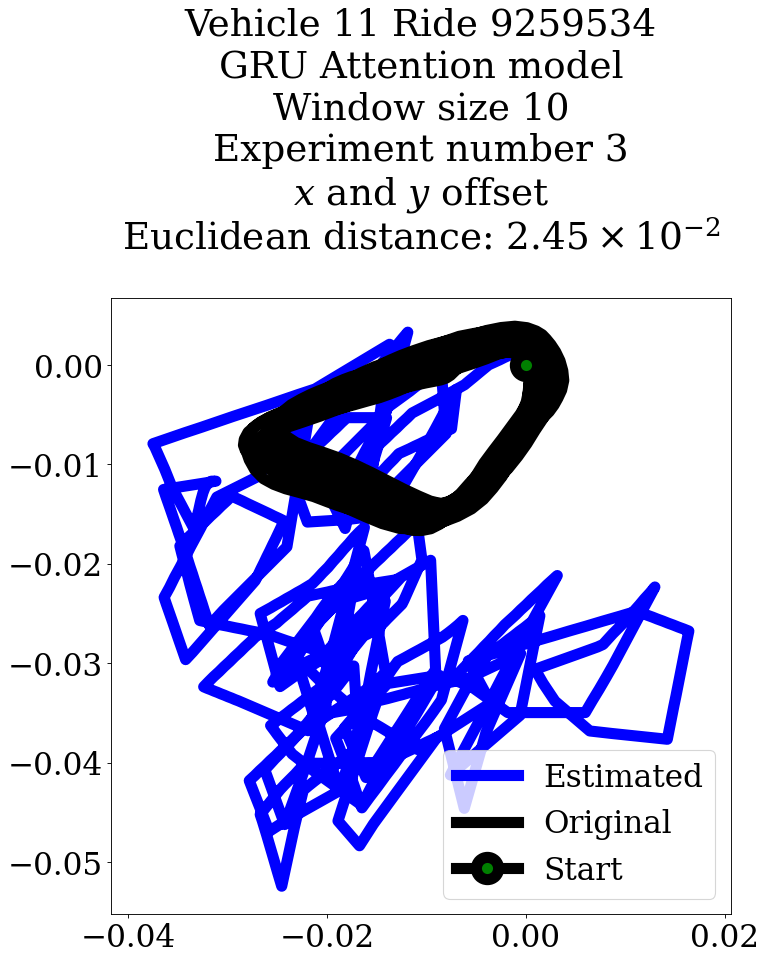 Vehicle 11 Ride 9259534
GRU Attention model
Window size 10
Experiment number 3
x and y offset
Euclidean distance: 2.45 × 10⁻²
0.00
−0.01
−0.02
−0.03
−0.04
−0.05
Estimated
Original
Start
−0.04 −0.02 0.00 0.02